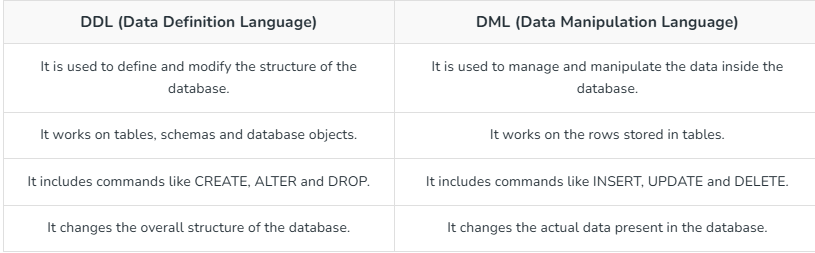 DDL (Data Definition Language) DML (Data Manipulation Language)
It is used to define and modify the structure of the
database.
It is used to manage and manipulate the data inside the
database.
It works on tables, schemas and database objects.
It works on the rows stored in tables.
It includes commands like CREATE, ALTER and DROP.
It includes commands like INSERT, UPDATE and DELETE.
It changes the overall structure of the database.
It changes the actual data present in the database.